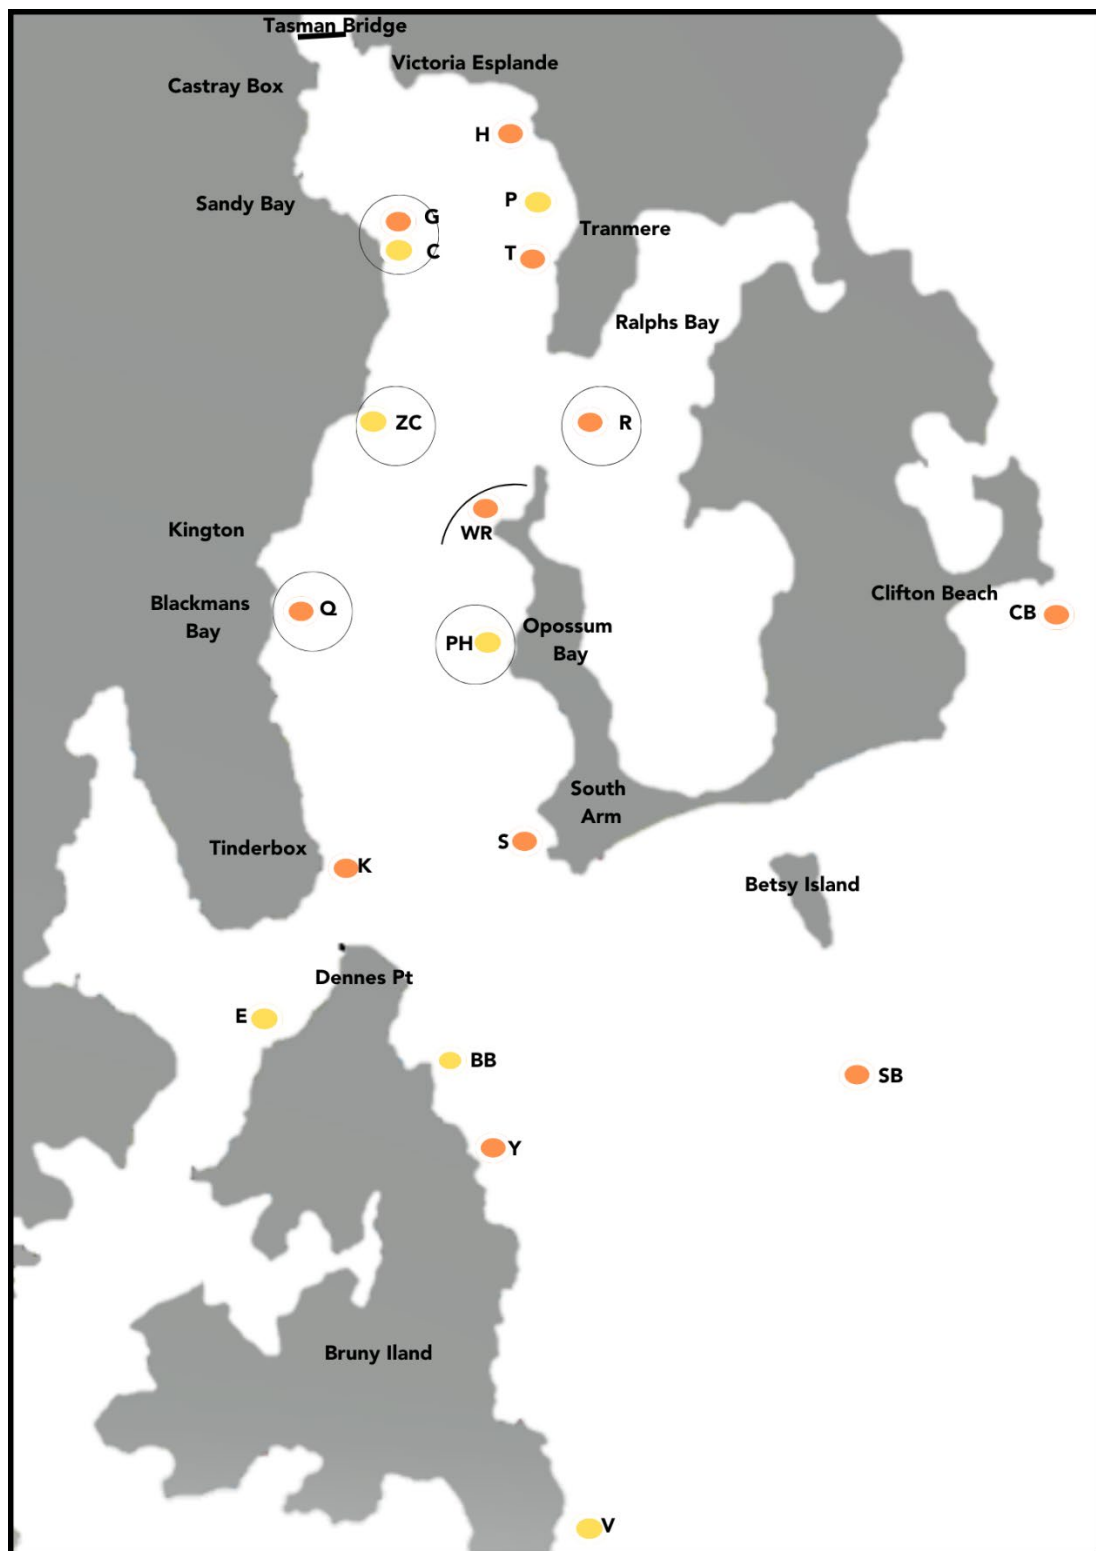 Tasman Bridge
Victoria Esplande
Castray Box
H
P
Sandy Bay
G
Tranmere
C
T
Ralphs Bay
ZC
R
Kington
WR
Clifton Beach
Blackmans
Bay
Q
CB
Opossum
Bay
PH
South
Arm
S
Tinderbox
K
Betsy Island
Dennes Pt
E
BB
SB
Y
Bruny Iland
V